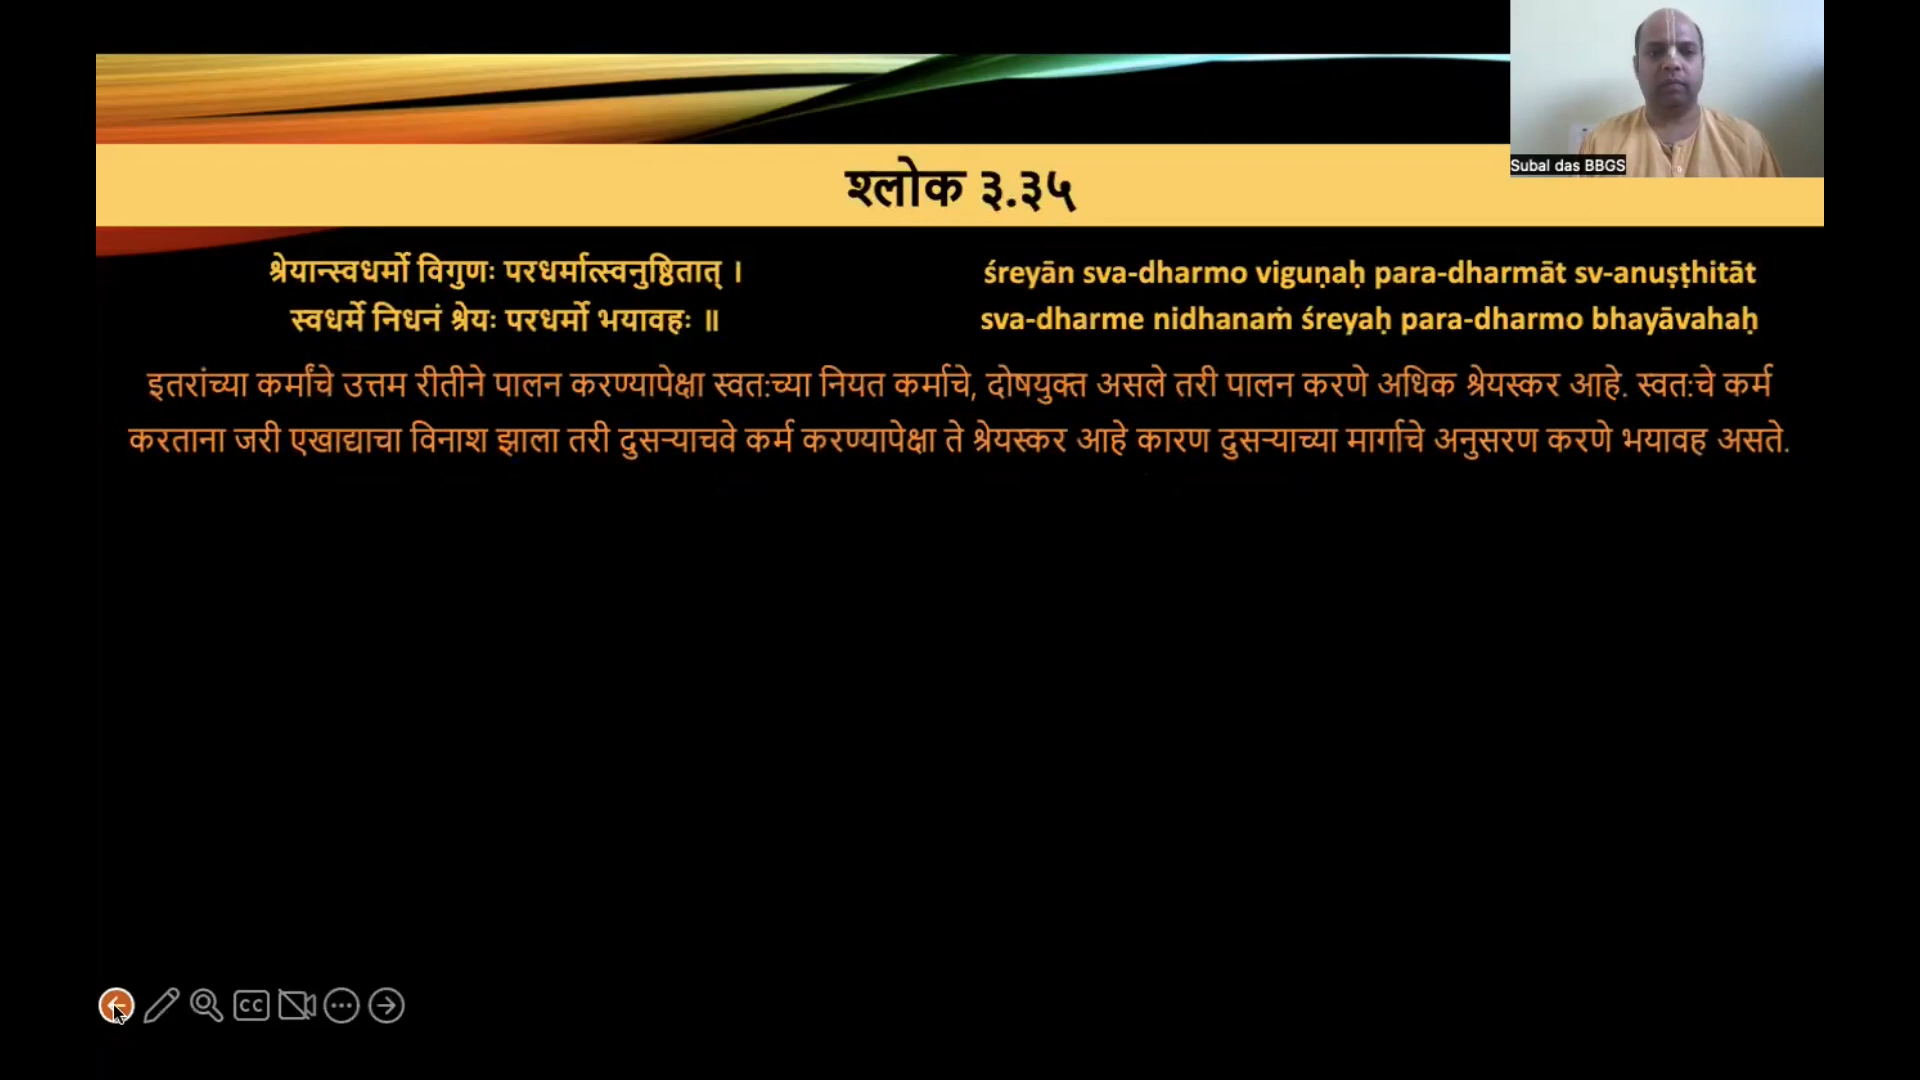 Subal das BBGS
श्लोक ३.३५
श्रेयान्स्वधर्मो विगुणः परधर्मात्स्वनुष्ठितात् ।
स्वधर्मे निधनं श्रेयः परधर्मो भयावहः ॥
śreyān sva-dharmo viguṇaḥ para-dharmāt sv-anuṣṭhitāt
sva-dharme nidhanaṁ śreyaḥ para-dharmo bhayāvahaḥ
इतरांच्या कर्मांचे उत्तम रीतीने पालन करण्यापेक्षा स्वत:च्या नियत कर्माचे, दोषयुक्त असले तरी पालन करणे अधिक श्रेयस्कर आहे. स्वत:चे कर्म
करताना जरी एखाद्याचा विनाश झाला तरी दुसऱ्याचवे कर्म करण्यापेक्षा ते श्रेयस्कर आहे कारण दुसऱ्याच्या मार्गाचे अनुसरण करणे भयावह असते.
CC